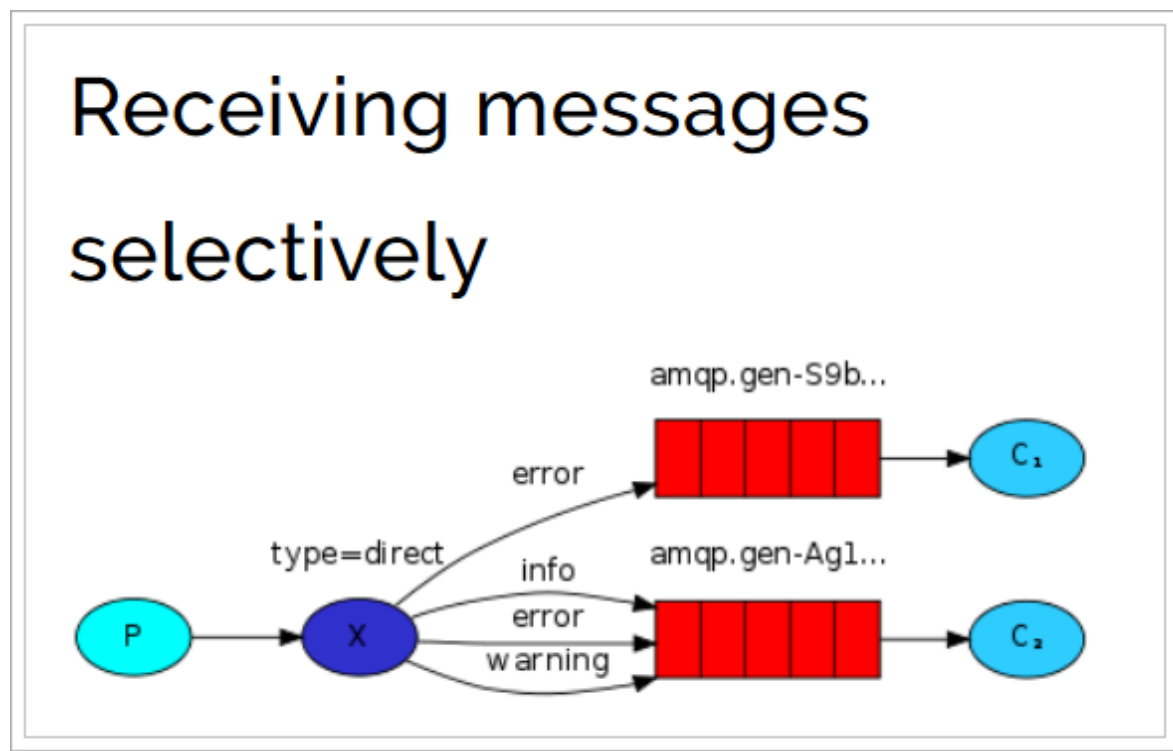 Receiving messages
selectively
amqp.gen-S9b...
C₁
error
type=direct
amqp.gen-Ag1...
info
error
P
X
C₂
warning